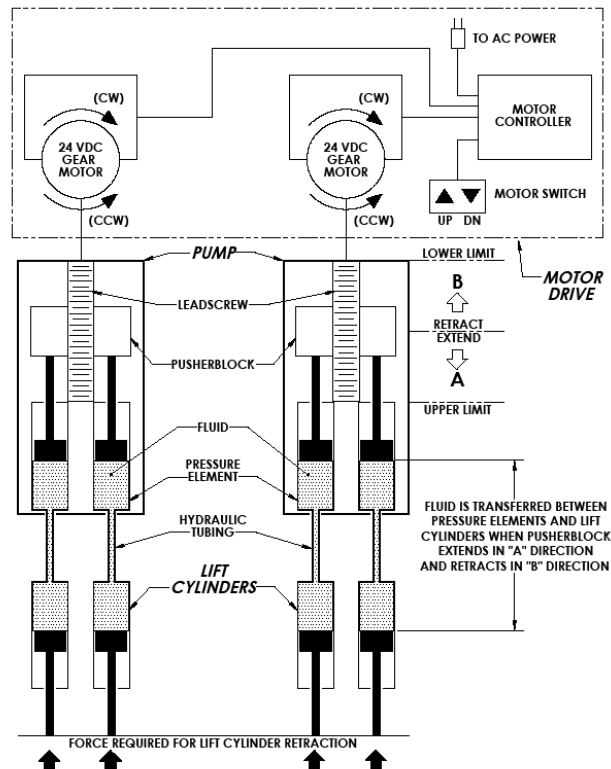 TO AC POWER
(CW)
(CW)
24 VDC
GEAR
MOTOR
24 VDC
GEAR
MOTOR
MOTOR
CONTROLLER
(CCW)
(CCW)
MOTOR SWITCH
UP DN
PUMP
LOWER LIMIT
MOTOR
DRIVE
B
LEADSCREW
RETRACT
EXTEND
PUSHERBLOCK
A
UPPER LIMIT
FLUID
PRESSURE
ELEMENT
HYDRAULIC
TUBING
LIFT
CYLINDERS
FLUID IS TRANSFERRED BETWEEN
PRESSURE ELEMENTS AND LIFT
CYLINDERS WHEN PUSHERBLOCK
EXTENDS IN "A" DIRECTION
AND RETRACTS IN "B" DIRECTION
FORCE REQUIRED FOR LIFT CYLINDER RETRACTION